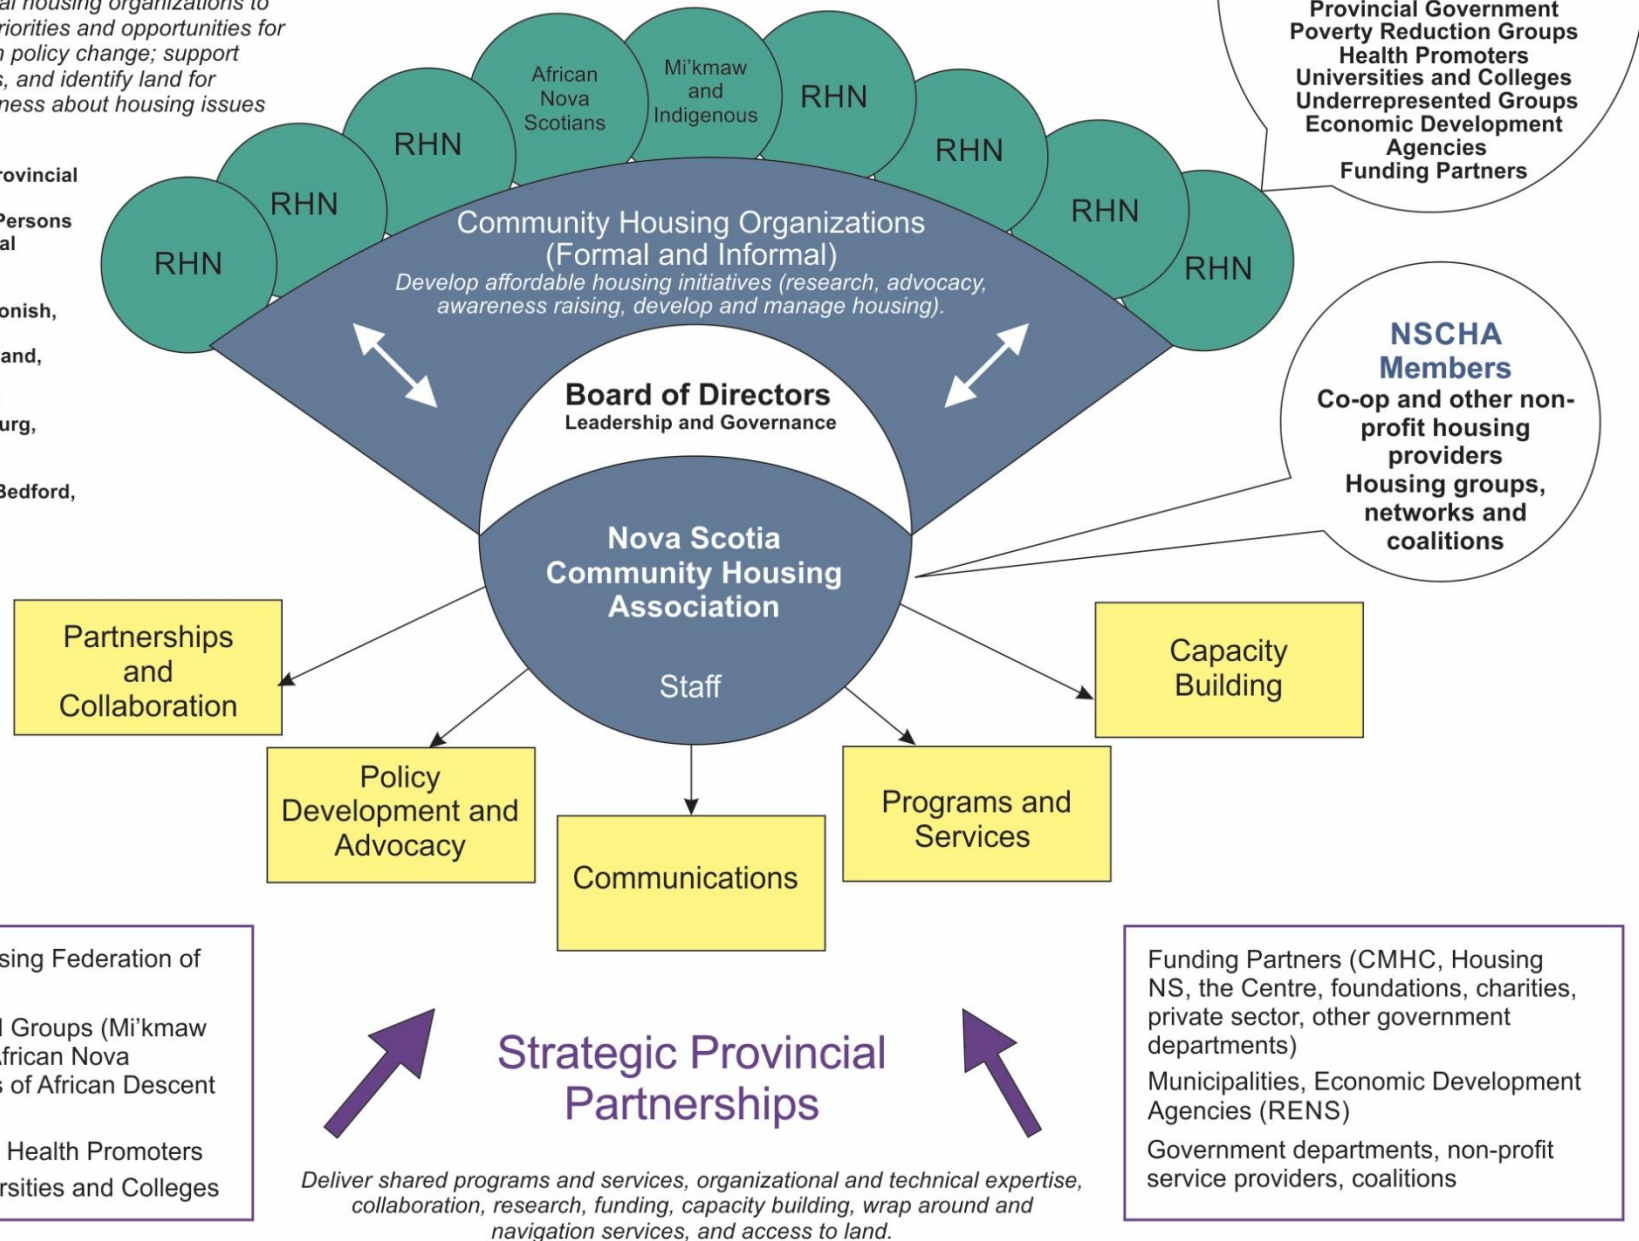 housing organizations to
riorities and opportunities for
policy change; support
and identify land for
ness about housing issues
rovincial
Persons
al
onish,
and,
urg,
Bedford,
RHN
RHN
RHN
African
Nova
Scotians
Mi'kmaw
and
Indigenous
RHN
RHN
RHN
RHN
Provincial Government
Poverty Reduction Groups
Health Promoters
Universities and Colleges
Underrepresented Groups
Economic Development
Agencies
Funding Partners
Community Housing Organizations
(Formal and Informal)
Develop affordable housing initiatives (research, advocacy,
awareness raising, develop and manage housing).
Board of Directors
Leadership and Governance
NSCHA
Members
Co-op and other non-
profit housing
providers
Housing groups,
networks and
coalitions
Nova Scotia
Community Housing
Association
Staff
Partnerships
and
Collaboration
Policy
Development and
Advocacy
Communications
Programs and
Services
Capacity
Building
sing Federation of
Groups (Mi'kmaw
African Nova
s of African Descent
Health Promoters
rsities and Colleges
Strategic Provincial
Partnerships
Deliver shared programs and services, organizational and technical expertise,
collaboration, research, funding, capacity building, wrap around and
navigation services, and access to land.
Funding Partners (CMHC, Housing
NS, the Centre, foundations, charities,
private sector, other government
departments)
Municipalities, Economic Development
Agencies (RENS)
Government departments, non-profit
service providers, coalitions